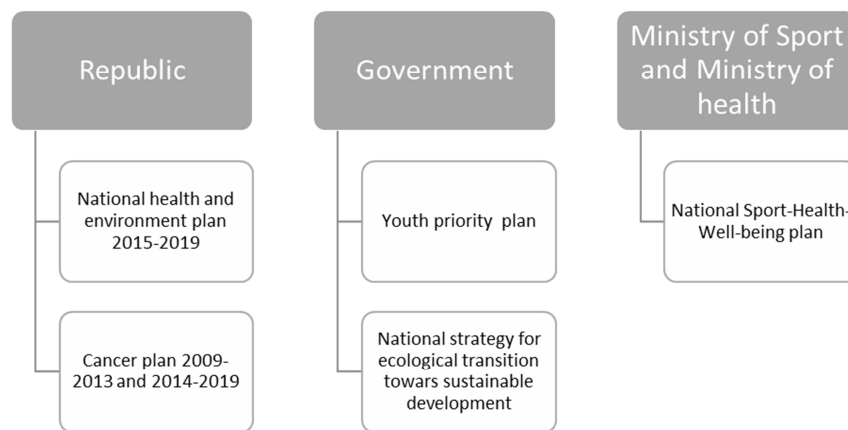 Republic
National health and
environment plan
2015-2019
Cancer plan 2009-
2013 and 2014-2019
Government
Youth priority plan
National strategy for
ecological transition
towars sustainable
development
Ministry of Sport
and Ministry of
health
National Sport-Health-
Well-being plan